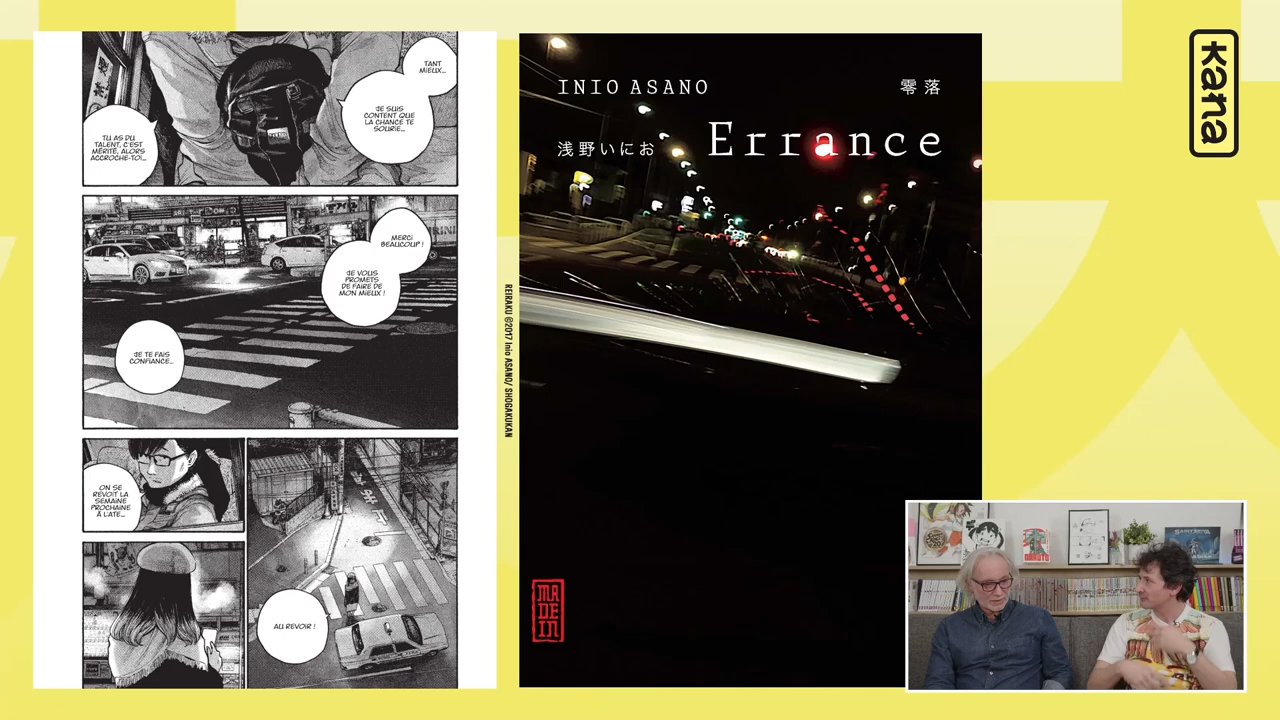 TANT
MIEUX...
JE SUIS
CONTENT QUE
LA CHANCE TE
SOURIE...
TU AS DU
TALENT, C'EST
MÉRITÉ, ALORS
ACCROCHE-TOI...
MERCI
BEAUCOUP !
JE VOUS
PROMETS
DE FAIRE DE
MON MIEUX !
JE TE FAIS
CONFIANCE...
ON SE
REVOIT LA
SEMAINE
PROCHAINE
À L'ATE...
AU REVOIR !
REIRAKU ©2017 Inio ASANO/ SHOGAKUKAN
INIO ASANO
零落
浅野いにお
Errance
MA
DE
IN
kana